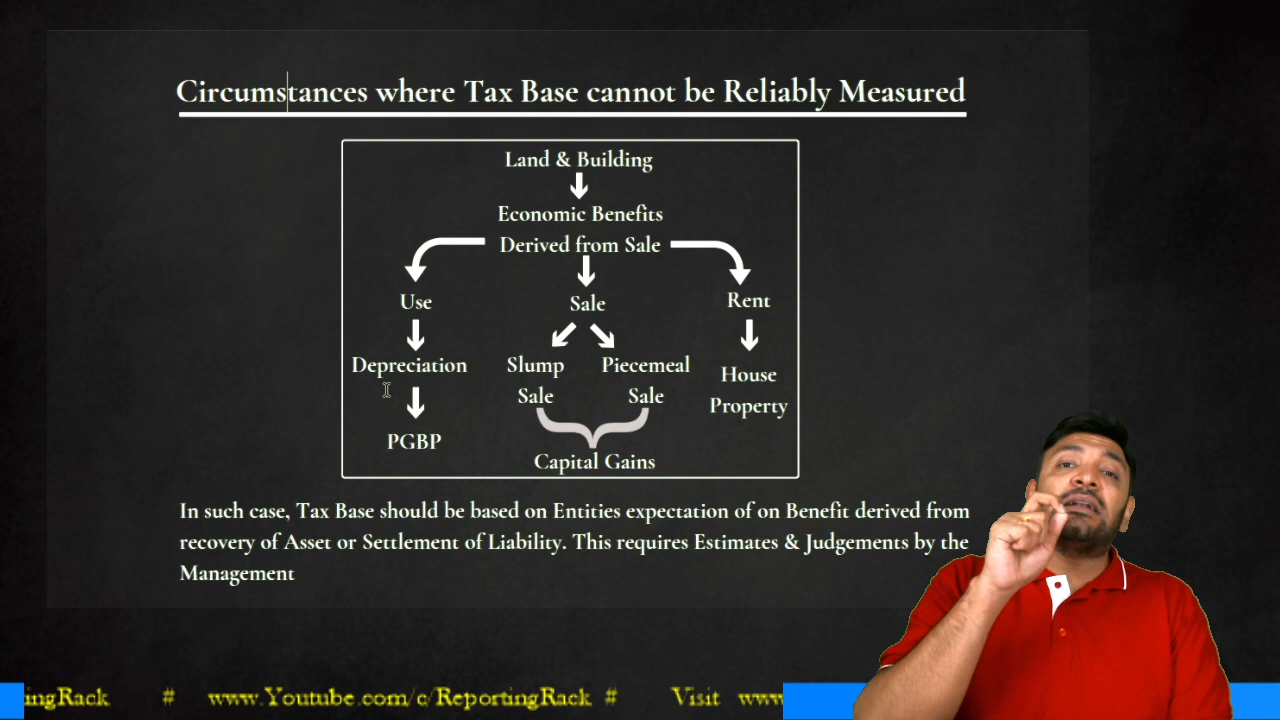 Circumstances where Tax Base cannot be Reliably Measured
Land & Building
Economic Benefits
Derived from Sale
Use
Sale
Rent
Depreciation
Slump
Sale
Piecemeal
Sale
House
Property
PGBP
Capital Gains
In such case, Tax Base should be based on Entities expectation of on Benefit derived from
recovery of Asset or Settlement of Liability. This requires Estimates & Judgements by the
Management
ingRack # www.Youtube.com/c/ReportingRack # Visit www